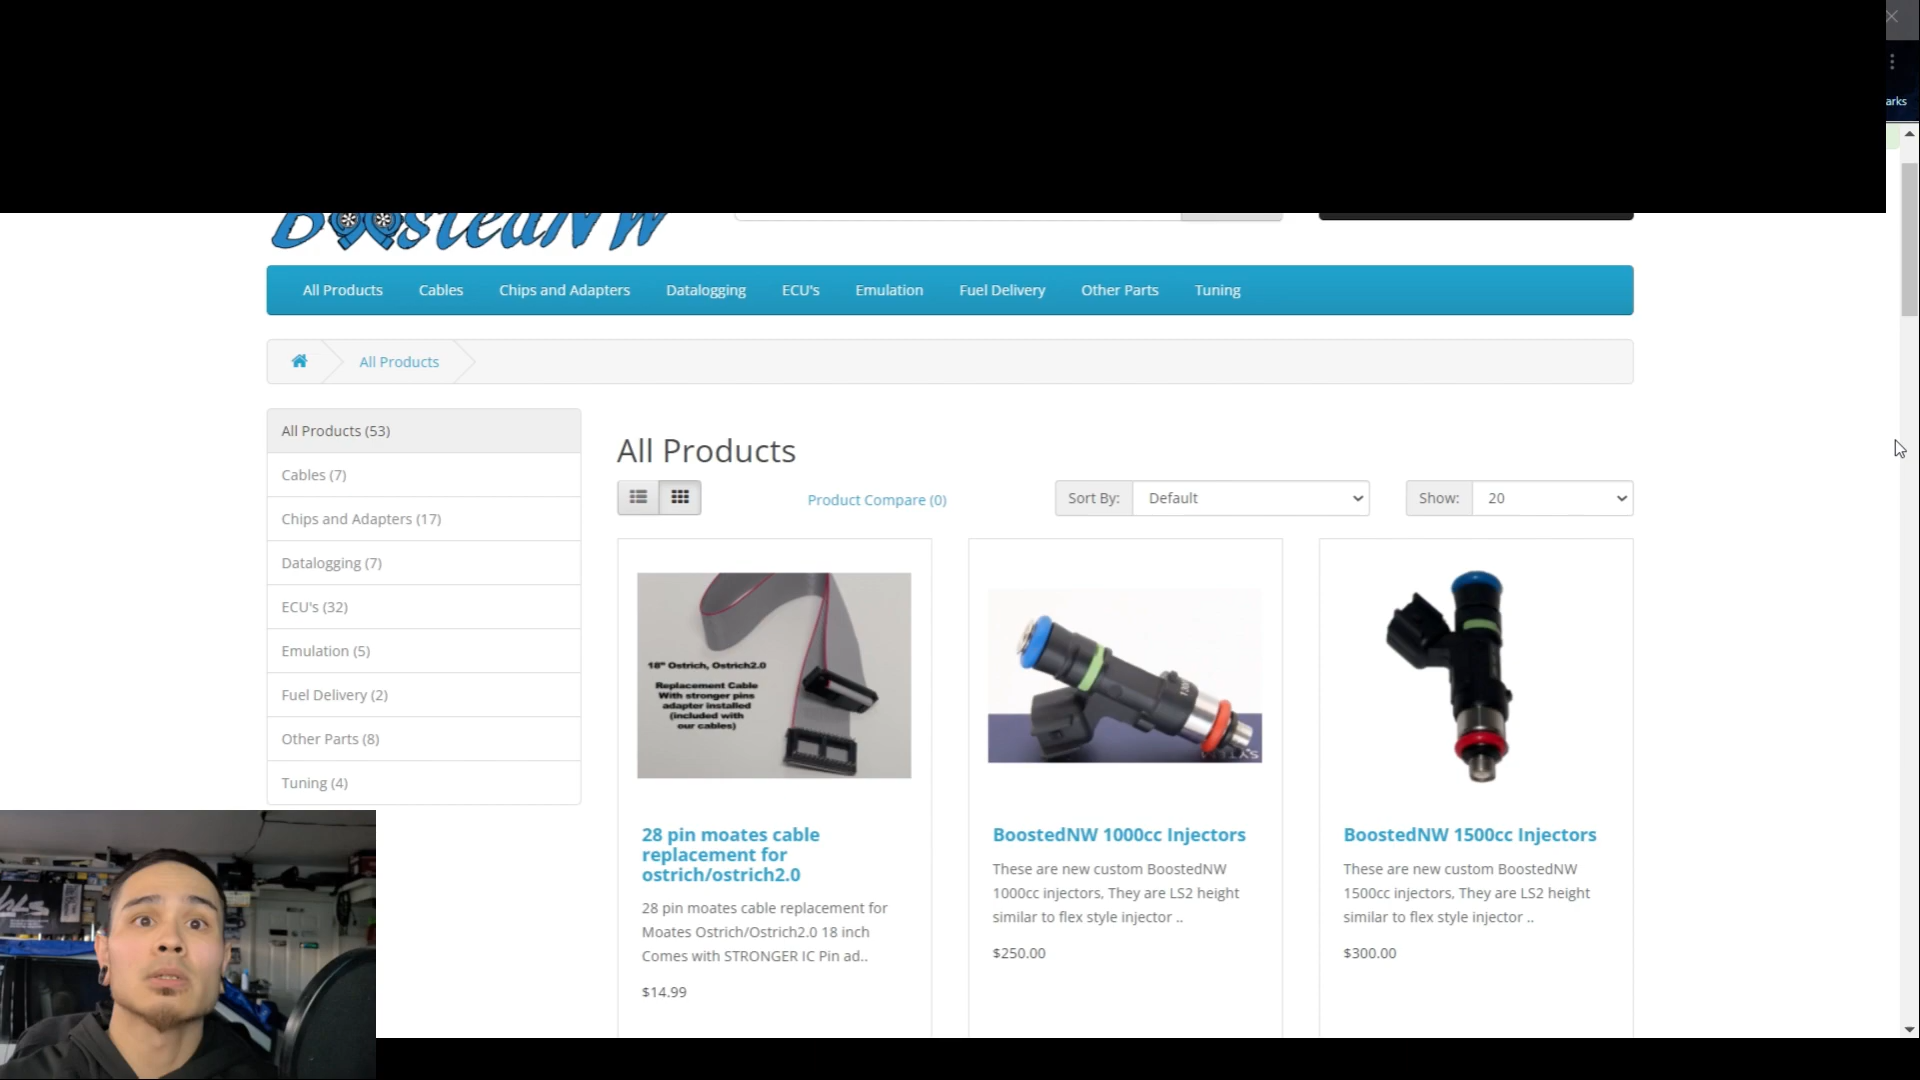 arks
BoostedNW
All Products
Cables
Chips and Adapters
Datalogging
ECU's
Emulation
Fuel Delivery
Other Parts
Tuning
All Products
All Products (53)
Cables (7)
Chips and Adapters (17)
Datalogging (7)
ECU's (32)
Emulation (5)
Fuel Delivery (2)
Other Parts (8)
Tuning (4)
All Products
Product Compare (0)
Sort By:
Default
Show:
20
18" Ostrich, Ostrich2.0
Replacement Cable
With stronger pins
adapter installed
(included with
our cables)
28 pin moates cable
replacement for
ostrich/ostrich2.0
28 pin moates cable replacement for
Moates Ostrich/Ostrich2.0 18 inch
Comes with STRONGER IC Pin ad..
$14.99
BoostedNW 1000cc Injectors
These are new custom BoostedNW
1000cc injectors, They are LS2 height
similar to flex style injector ..
$250.00
BoostedNW 1500cc Injectors
These are new custom BoostedNW
1500cc injectors, They are LS2 height
similar to flex style injector ..
$300.00